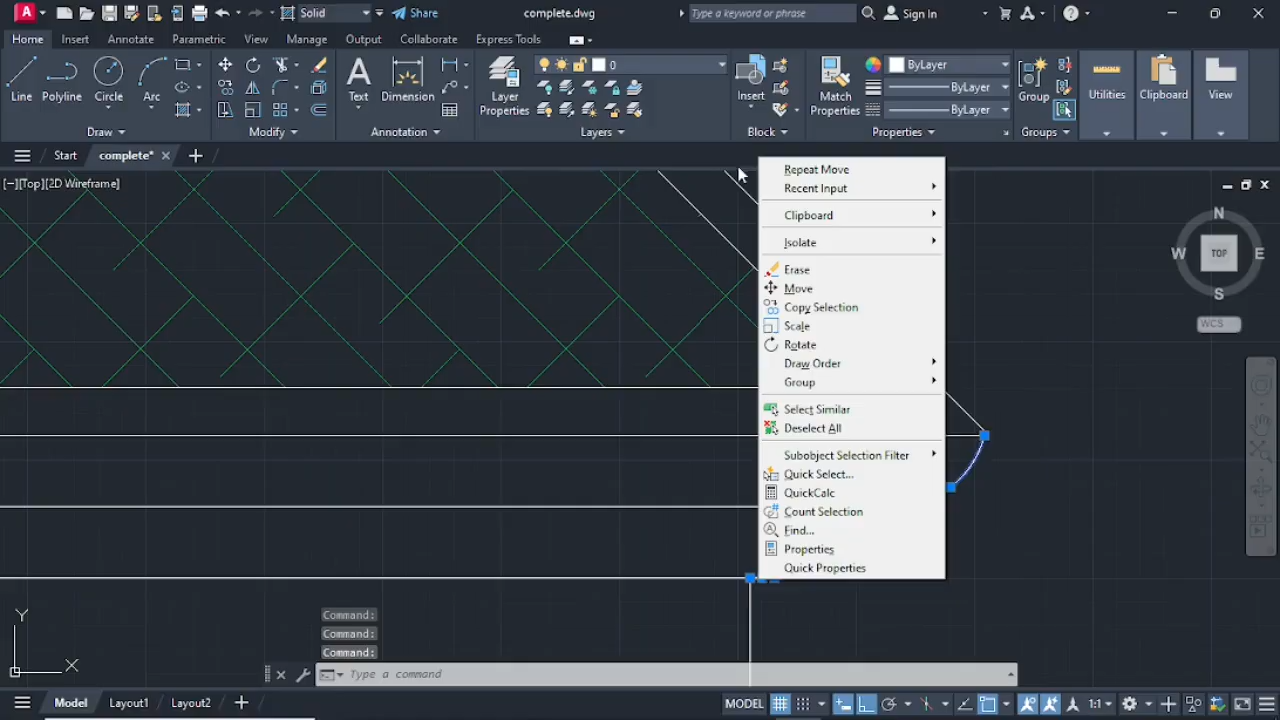 A Solid Share complete.dwg Type a keyword or phrase Sign In
Home Insert Annotate Parametric View Manage Output Collaborate Express Tools
0 ByLayer
ByLayer
ByLayer
Line Polyline Circle Arc Text Dimension Layer Properties Insert Match Properties Group Utilities Clipboard View
Draw Modify Annotation Layers Block Properties Groups
Start complete*
[−][Top][2D Wireframe]
Repeat Move
Recent Input
Clipboard
Isolate
Erase
Move
Copy Selection
Scale
Rotate
Draw Order
Group
Select Similar
Deselect All
Subobject Selection Filter
Quick Select...
QuickCalc
Count Selection
Find...
Properties
Quick Properties
N
W TOP E
S
WCS
Command:
Command:
Command:
Y
X
Type a command
Model Layout1 Layout2 MODEL 1:1